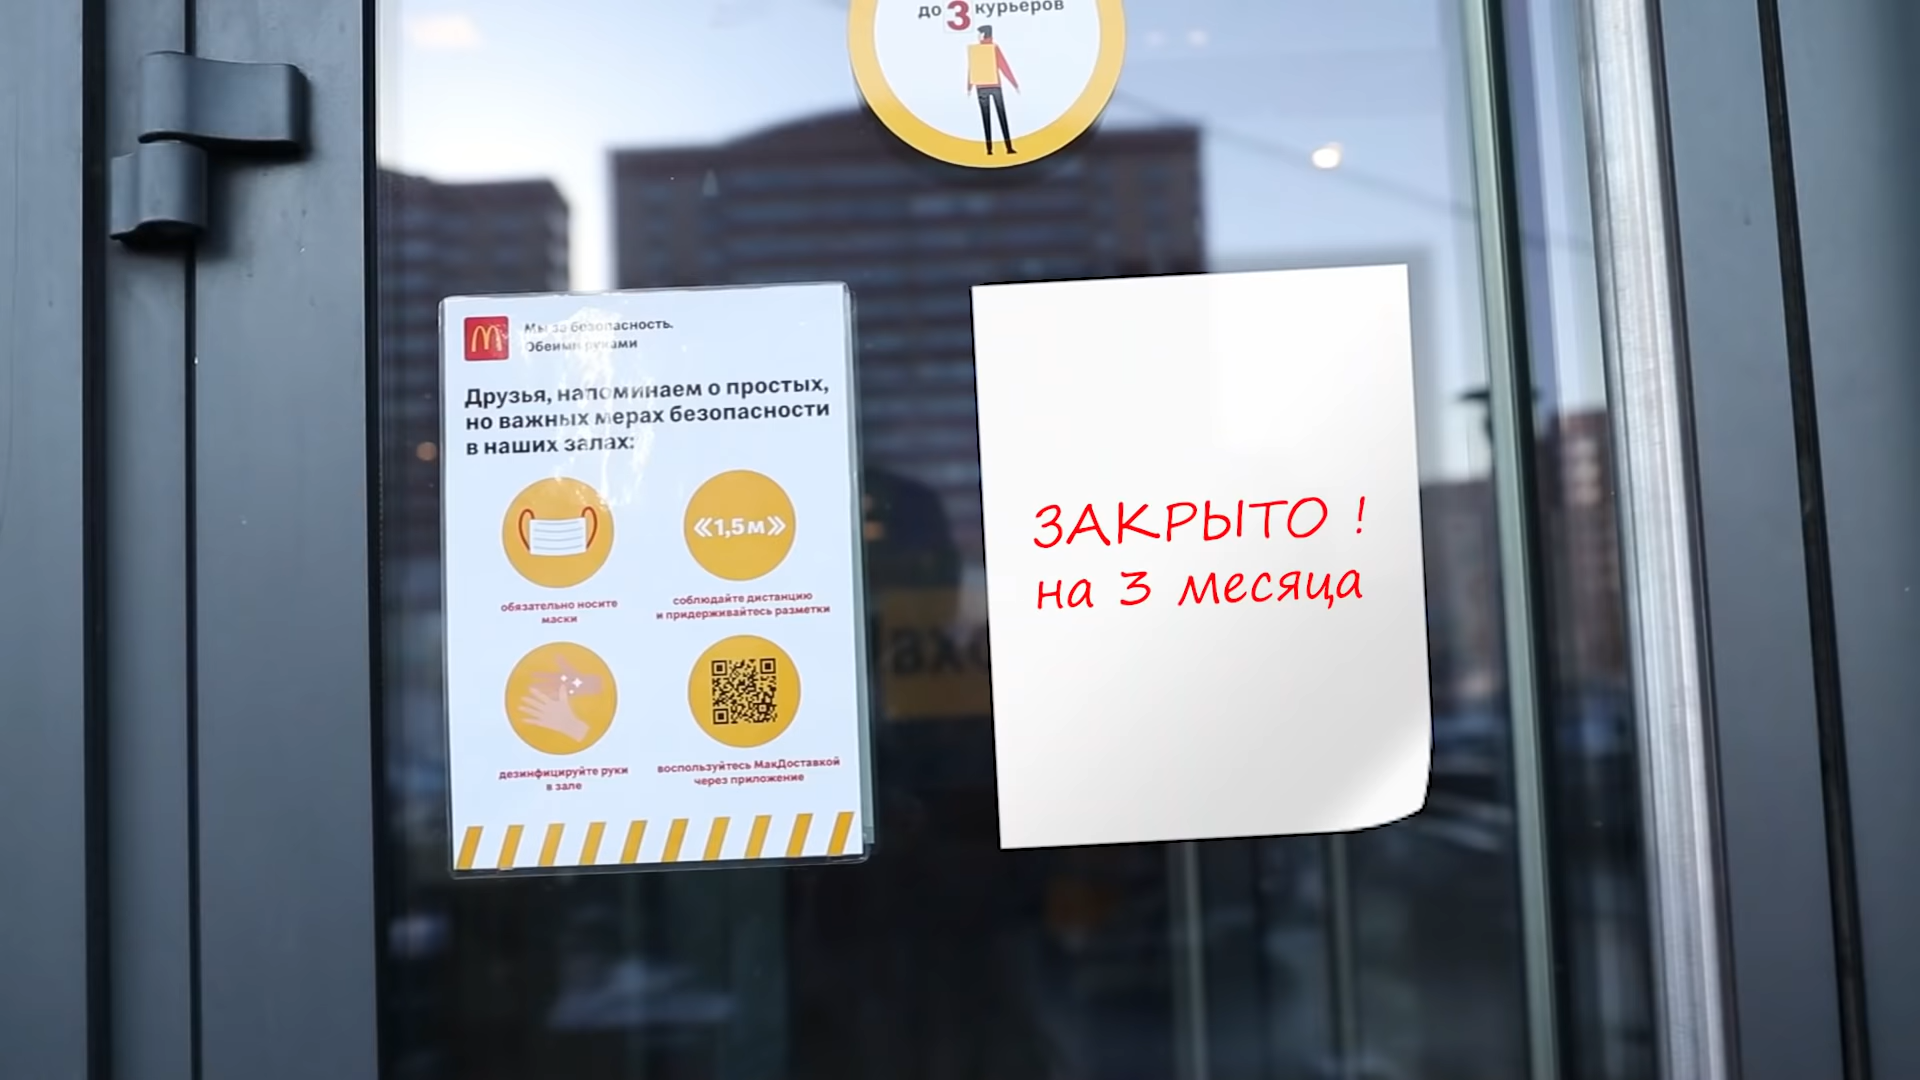 до 3 курьеров
Мы за безопасность.
Обеими руками
Друзья, напоминаем о простых,
но важных мерах безопасности
в наших залах:
«1,5м»
обязательно носите
маски
соблюдайте дистанцию
и придерживайтесь разметки
дезинфицируйте руки
в зале
воспользуйтесь МакДоставкой
через приложение
ЗАКРЫТО !
на 3 месяца